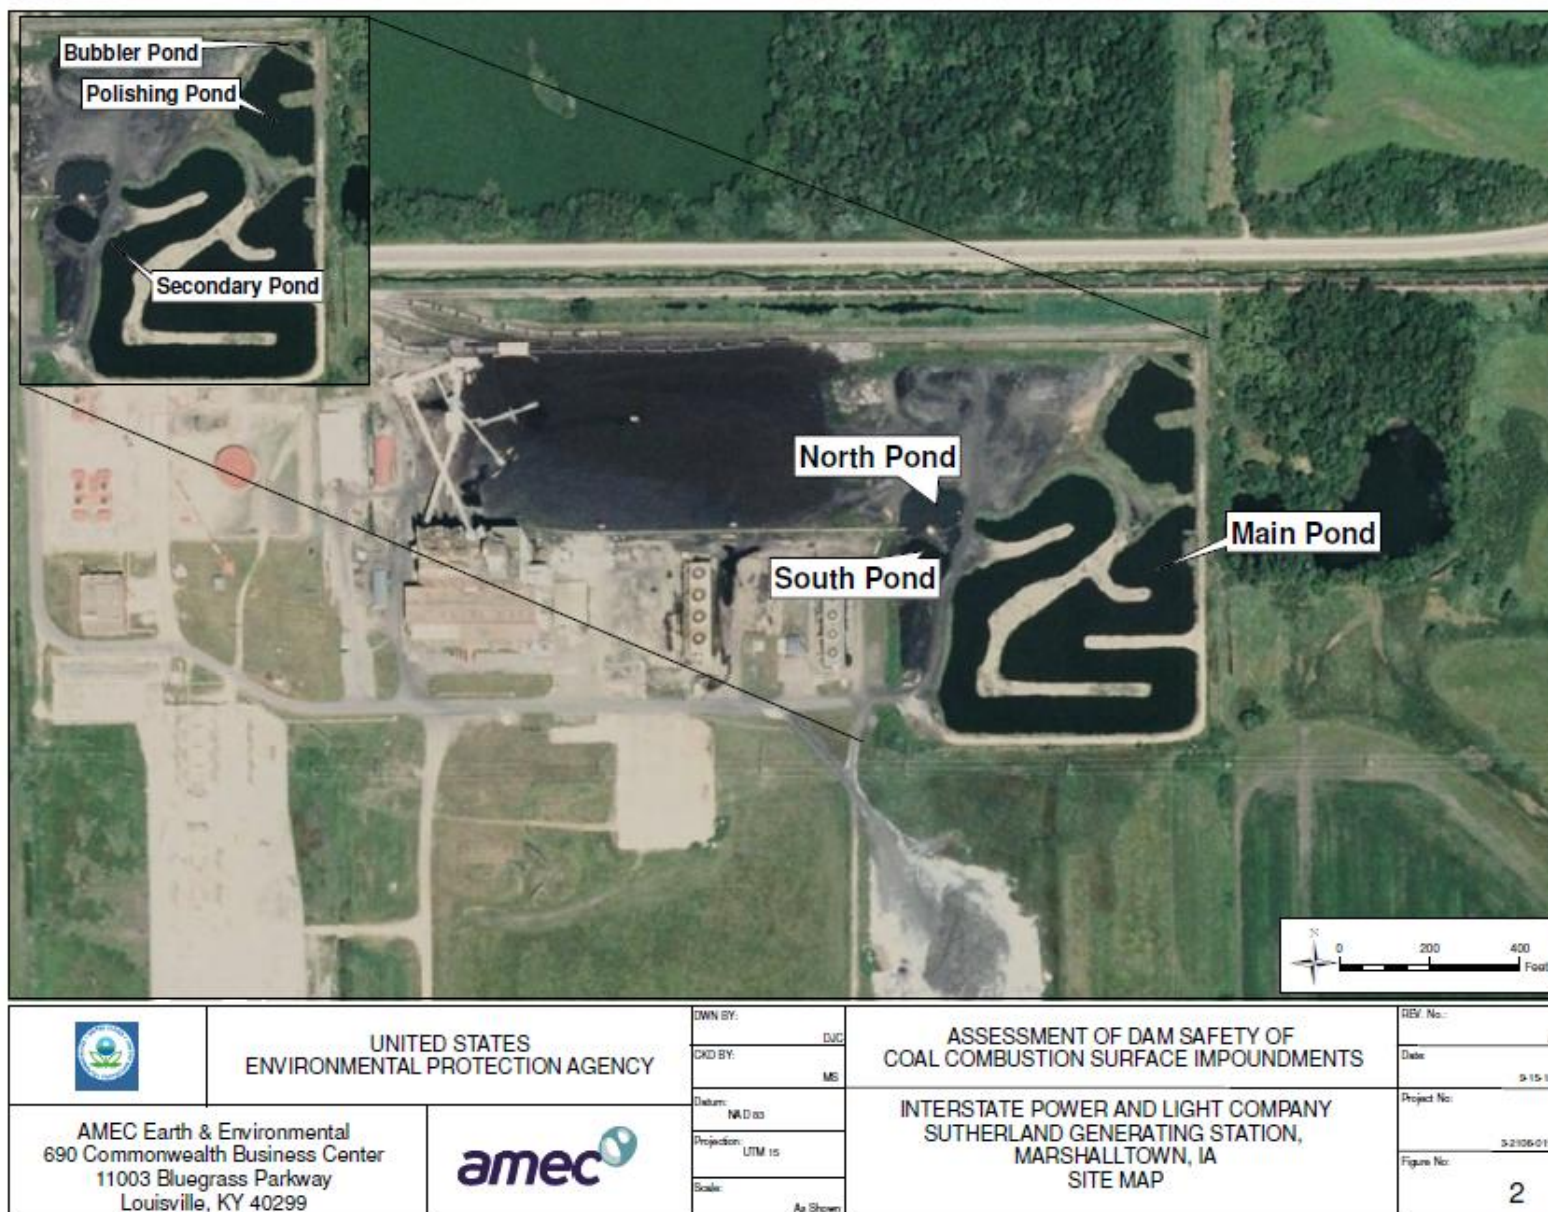 Bubbler Pond
Polishing Pond
Secondary Pond
North Pond
South Pond
Main Pond
N
0 200 400
Feet
UNITED STATES
ENVIRONMENTAL PROTECTION AGENCY
AMEC Earth & Environmental
690 Commonwealth Business Center
11003 Bluegrass Parkway
Louisville, KY 40299
amec
DWN BY:
DJC
CKD BY:
MS
Datum:
NAD 83
Projection:
UTM 15
Scale:
As Shown
ASSESSMENT OF DAM SAFETY OF
COAL COMBUSTION SURFACE IMPOUNDMENTS
INTERSTATE POWER AND LIGHT COMPANY
SUTHERLAND GENERATING STATION,
MARSHALLTOWN, IA
SITE MAP
REV. No.:
Date:
9-15-1
Project No:
Figure No:
2